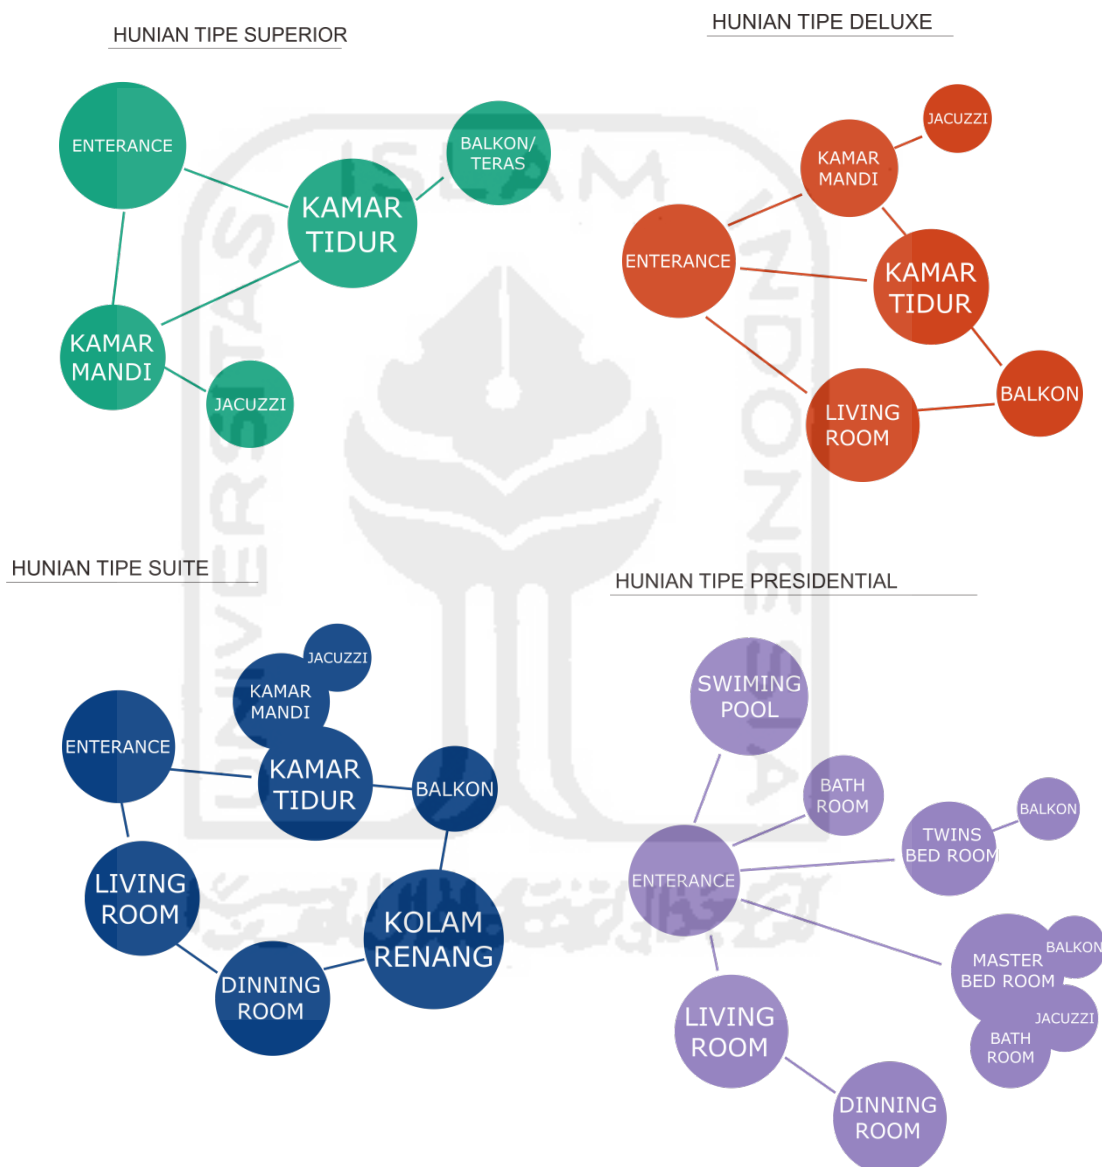 HUNIAN TIPE SUPERIOR
ENTERANCE
BALKON/
TERAS
KAMAR
TIDUR
KAMAR
MANDI
JACUZZI
HUNIAN TIPE DELUXE
JACUZZI
KAMAR
MANDI
ENTERANCE
KAMAR
TIDUR
BALKON
LIVING
ROOM
HUNIAN TIPE SUITE
JACUZZI
KAMAR
MANDI
ENTERANCE
KAMAR
TIDUR
BALKON
LIVING
ROOM
KOLAM
RENANG
DINNING
ROOM
HUNIAN TIPE PRESIDENTIAL
SWIMING
POOL
BATH
ROOM
BALKON
TWINS
BED ROOM
ENTERANCE
BALKON
MASTER
BED ROOM
JACUZZI
BATH
ROOM
LIVING
ROOM
DINNING
ROOM
UNIVERSITAS
ISLAM
INDONESIA